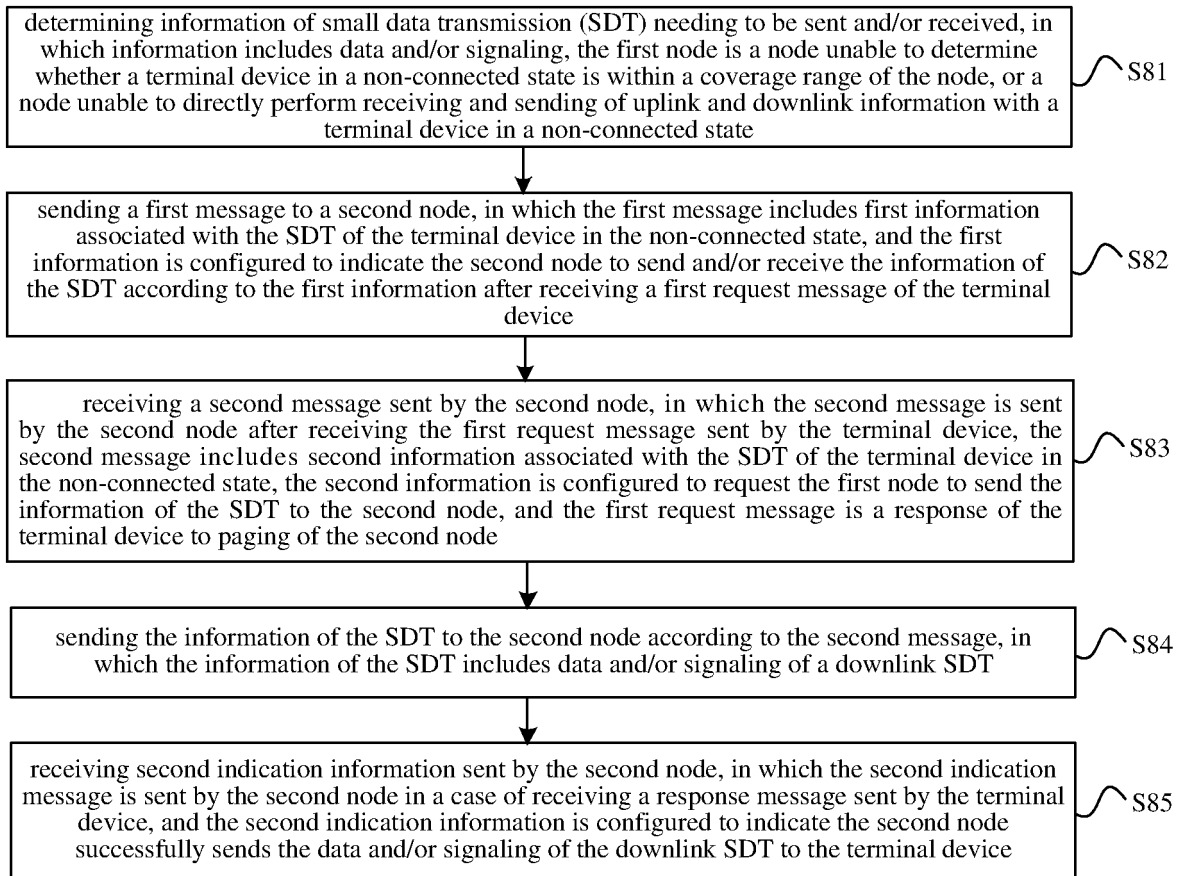 determining information of small data transmission (SDT) needing to be sent and/or received, in
which information includes data and/or signaling, the first node is a node unable to determine
whether a terminal device in a non-connected state is within a coverage range of the node, or a
node unable to directly perform receiving and sending of uplink and downlink information with a
terminal device in a non-connected state
S81
sending a first message to a second node, in which the first message includes first information
associated with the SDT of the terminal device in the non-connected state, and the first
information is configured to indicate the second node to send and/or receive the information of
the SDT according to the first information after receiving a first request message of the terminal
device
S82
receiving a second message sent by the second node, in which the second message is sent
by the second node after receiving the first request message sent by the terminal device, the
second message includes second information associated with the SDT of the terminal device in
the non-connected state, the second information is configured to request the first node to send the
information of the SDT to the second node, and the first request message is a response of the
terminal device to paging of the second node
S83
sending the information of the SDT to the second node according to the second message, in
which the information of the SDT includes data and/or signaling of a downlink SDT
S84
receiving second indication information sent by the second node, in which the second indication
message is sent by the second node in a case of receiving a response message sent by the terminal
device, and the second indication information is configured to indicate the second node
successfully sends the data and/or signaling of the downlink SDT to the terminal device
S85